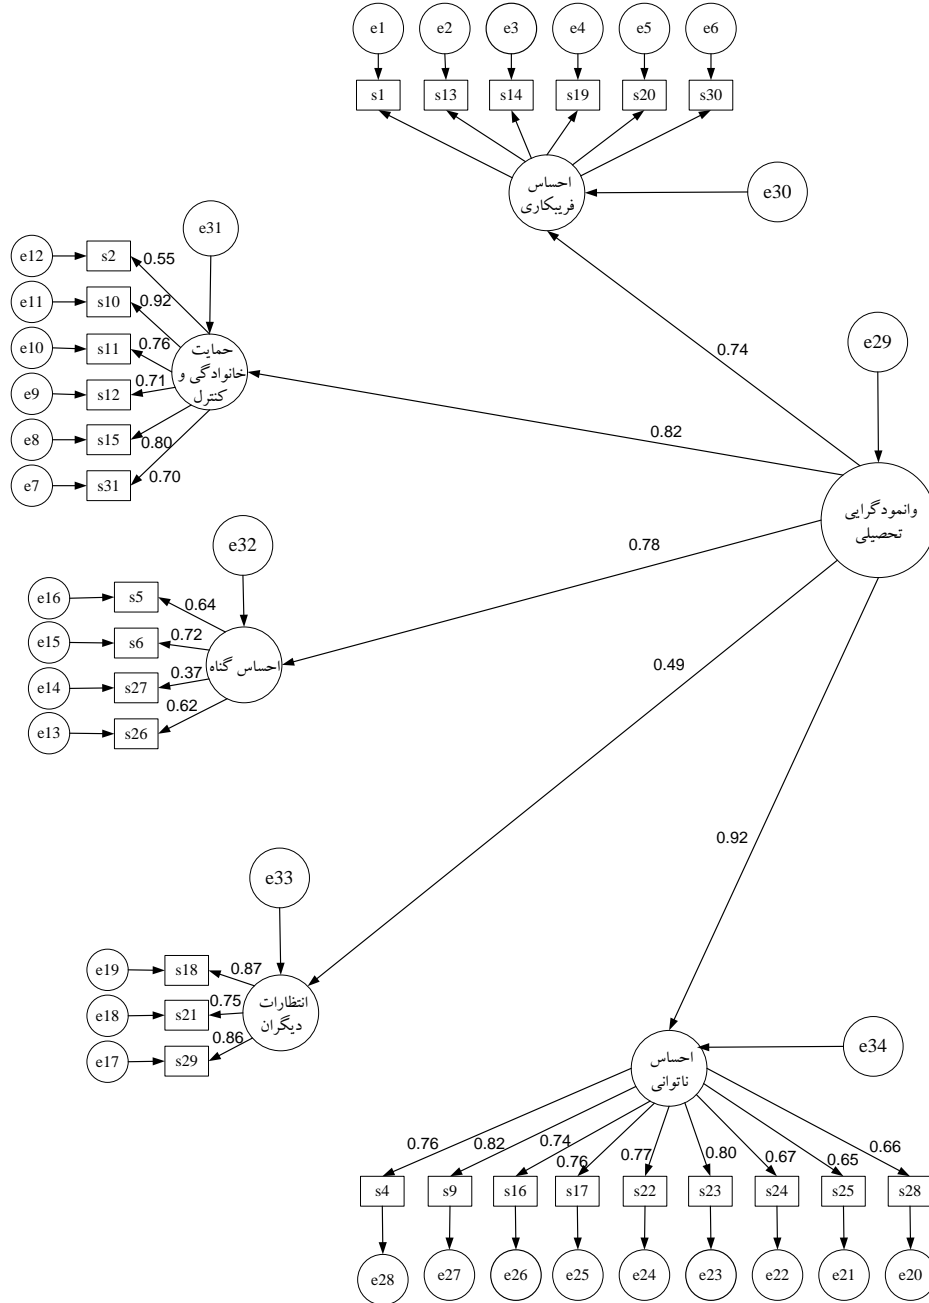 e1
e2
e3
e4
e5
e6
s1
s13
s14
s19
s20
s30
احساس
فریبکاری
e30
e31
e12
s2
0.55
e11
s10
0.92
e10
s11
0.76
e9
s12
0.71
e8
s15
0.80
e7
s31
0.70
حمایت
خانوادگی و
کنترل
e29
0.74
0.82
وانمودگرایی
تحصیلی
0.78
0.49
0.92
e32
e16
s5
0.64
e15
s6
0.72
e14
s27
0.37
e13
s26
0.62
احساس گناه
e33
e19
s18
0.87
e18
s21
0.75
e17
s29
0.86
انتظارات
دیگران
e34
احساس
ناتوانی
0.76
0.82
0.74
0.76
0.77
0.80
0.67
0.65
0.66
s4
s9
s16
s17
s22
s23
s24
s25
s28
e28
e27
e26
e25
e24
e23
e22
e21
e20